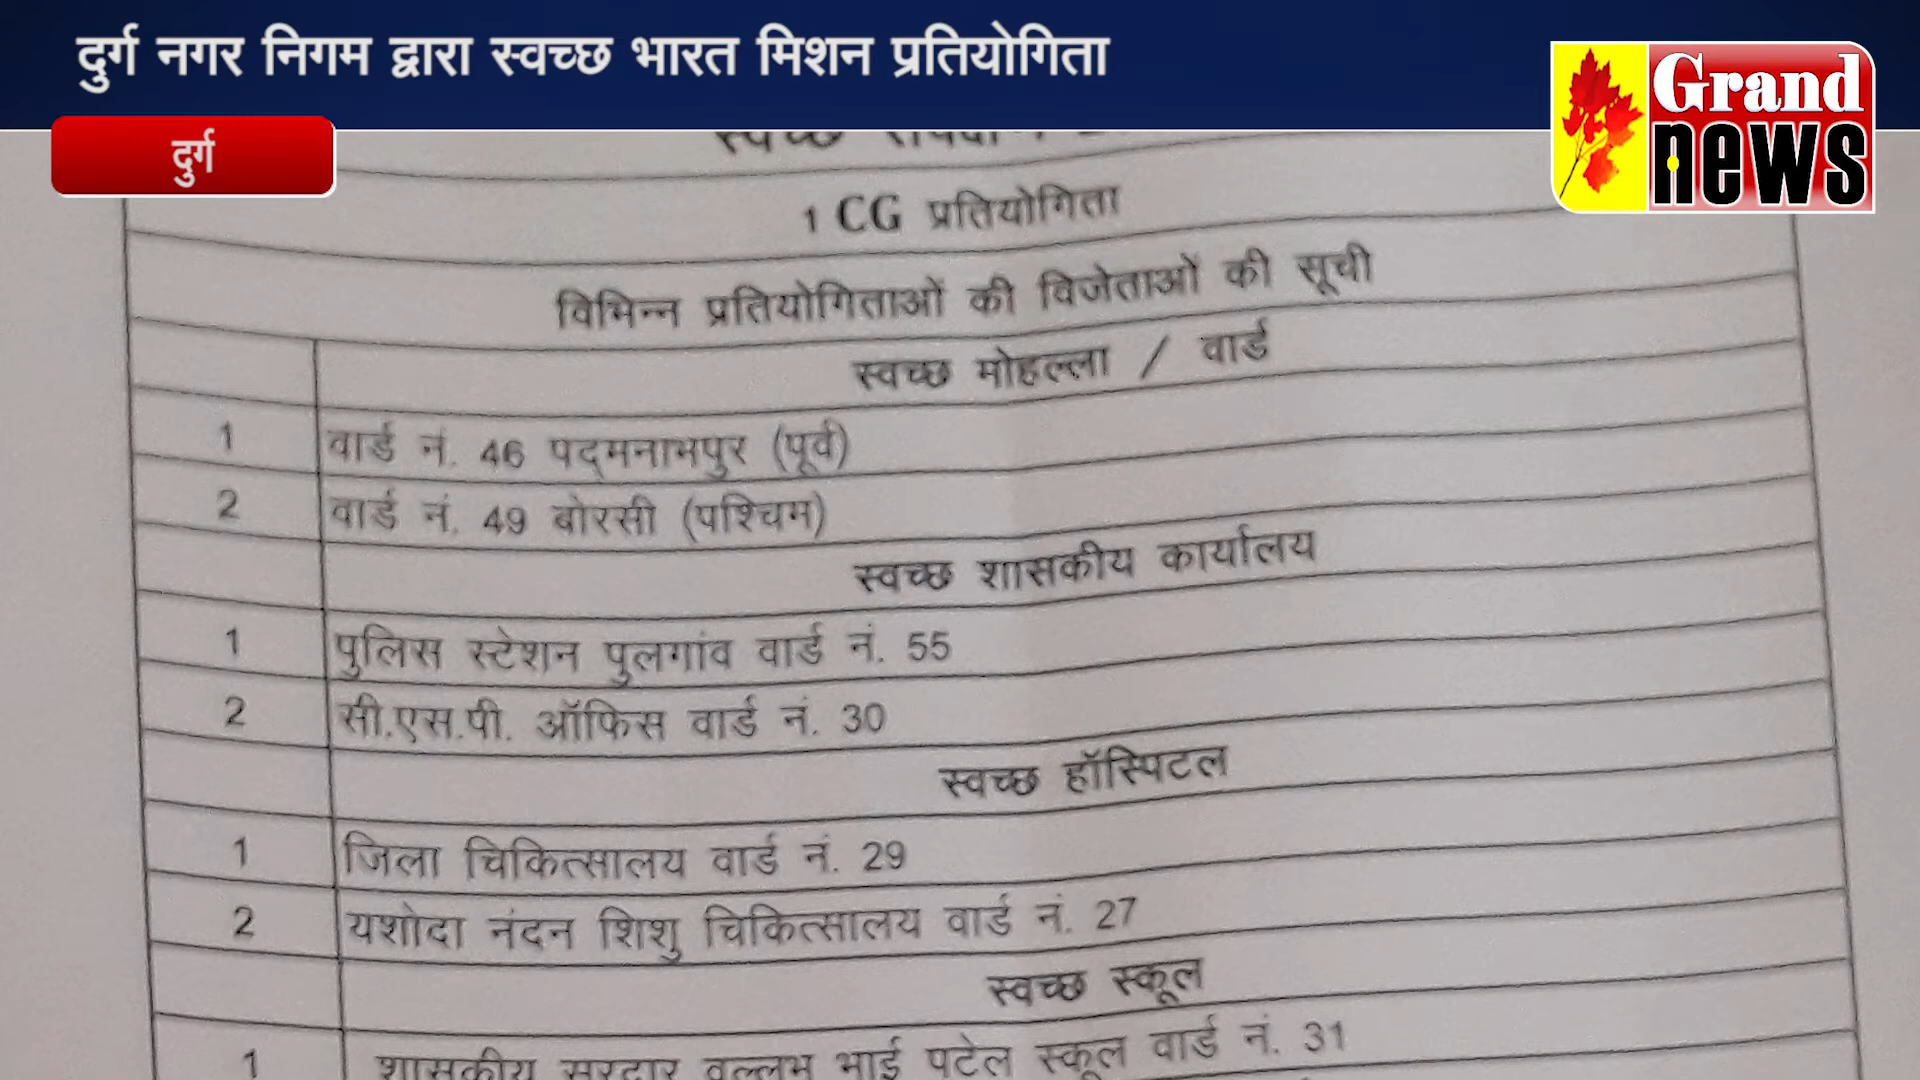 दुर्ग नगर निगम द्वारा स्वच्छ भारत मिशन प्रतियोगिता
Grand
news
दुर्ग
स्वच्छ
1 CG प्रतियोगिता
विभिन्न प्रतियोगिताओं की विजेताओं की सूची
स्वच्छ मोहल्ला / वार्ड
1 वार्ड नं. 46 पद्मनाभपुर (पूर्व)
2 वार्ड नं. 49 बोरसी (पश्चिम)
स्वच्छ शासकीय कार्यालय
1 पुलिस स्टेशन पुलगांव वार्ड नं. 55
2 सी.एस.पी. ऑफिस वार्ड नं. 30
स्वच्छ हॉस्पिटल
1 जिला चिकित्सालय वार्ड नं. 29
2 यशोदा नंदन शिशु चिकित्सालय वार्ड नं. 27
स्वच्छ स्कूल
1 शासकीय सरदार वल्लभ भाई पटेल स्कूल वार्ड नं. 31